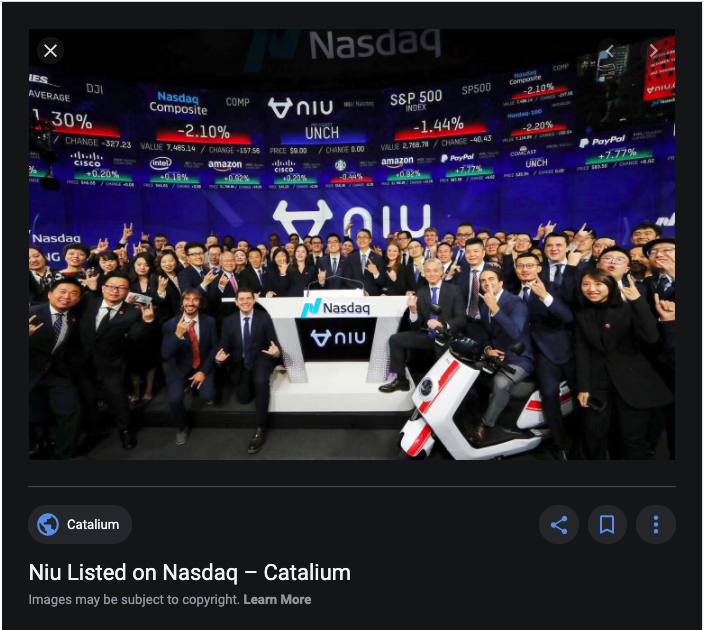 Nasdaq
AVERAGE
DJI
1.30%
CHANGE -327.23
Nasdaq
Composite
COMP
-2.10%
VALUE 7,485.14 / CHANGE -157.56
NIU
UNCH
PRICE $9.00 / CHANGE 0.00
S&P 500
INDEX
SP500
-1.44%
VALUE 2,768.78 / CHANGE -40.43
Nasdaq
Composite
COMP
-2.10%
Nasdaq-100
-2.20%
cisco
+0.20%
intel
+0.18%
amazon
+0.92%
cisco
+0.20%
-0.44%
amazon
+0.92%
PayPal
+7.77%
COMCAST
UNCH
PayPal
+7.77%
NIU
Nasdaq
Nasdaq
NIU
Catalium
Niu Listed on Nasdaq – Catalium
Images may be subject to copyright. Learn More